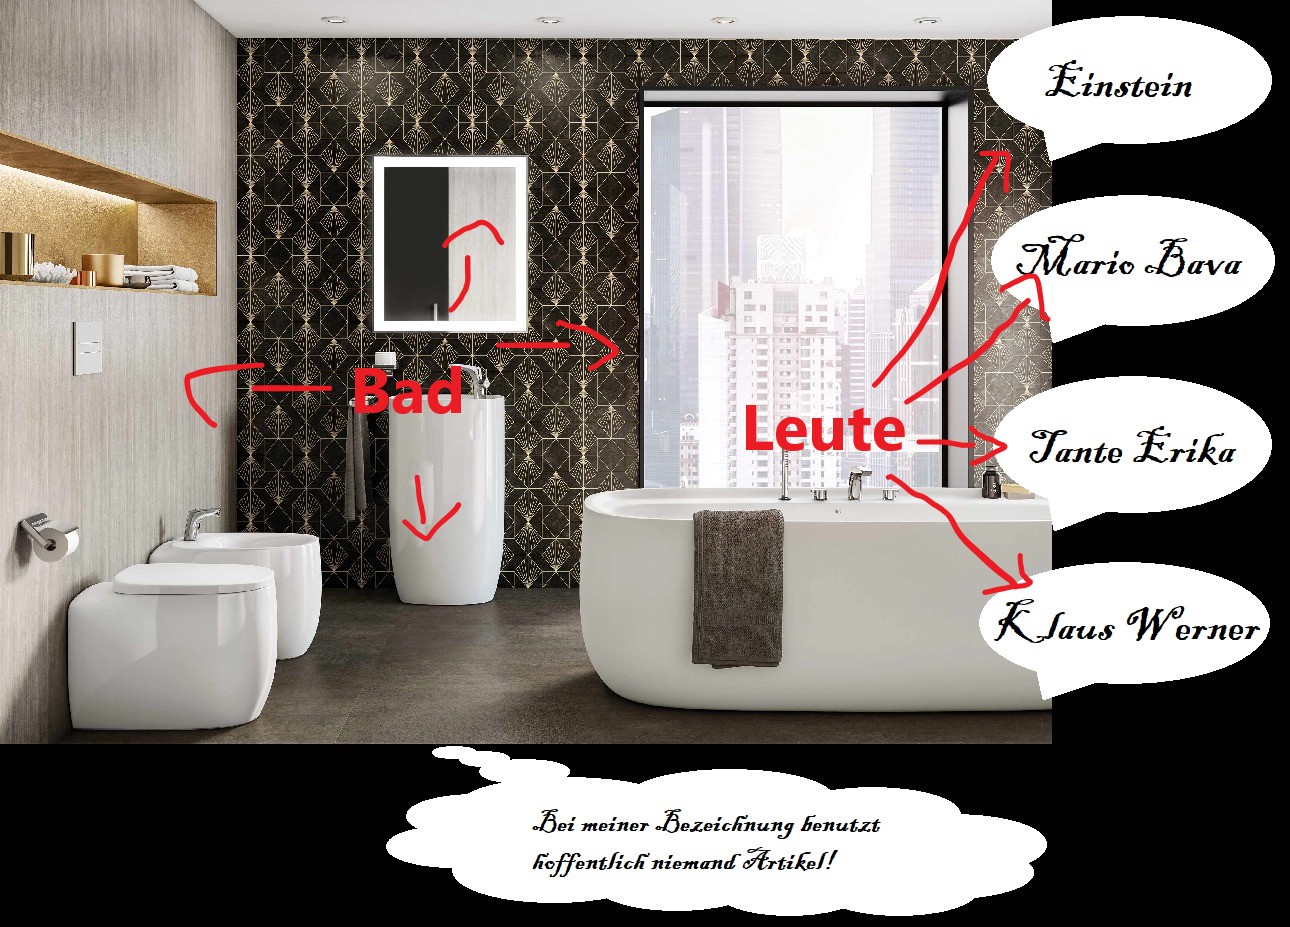 Einstein
Mario Bava
Bad
Leute
Tante Erika
Klaus Werner
Bei meiner Bezeichnung benutzt
hoffentlich niemand Artikel!